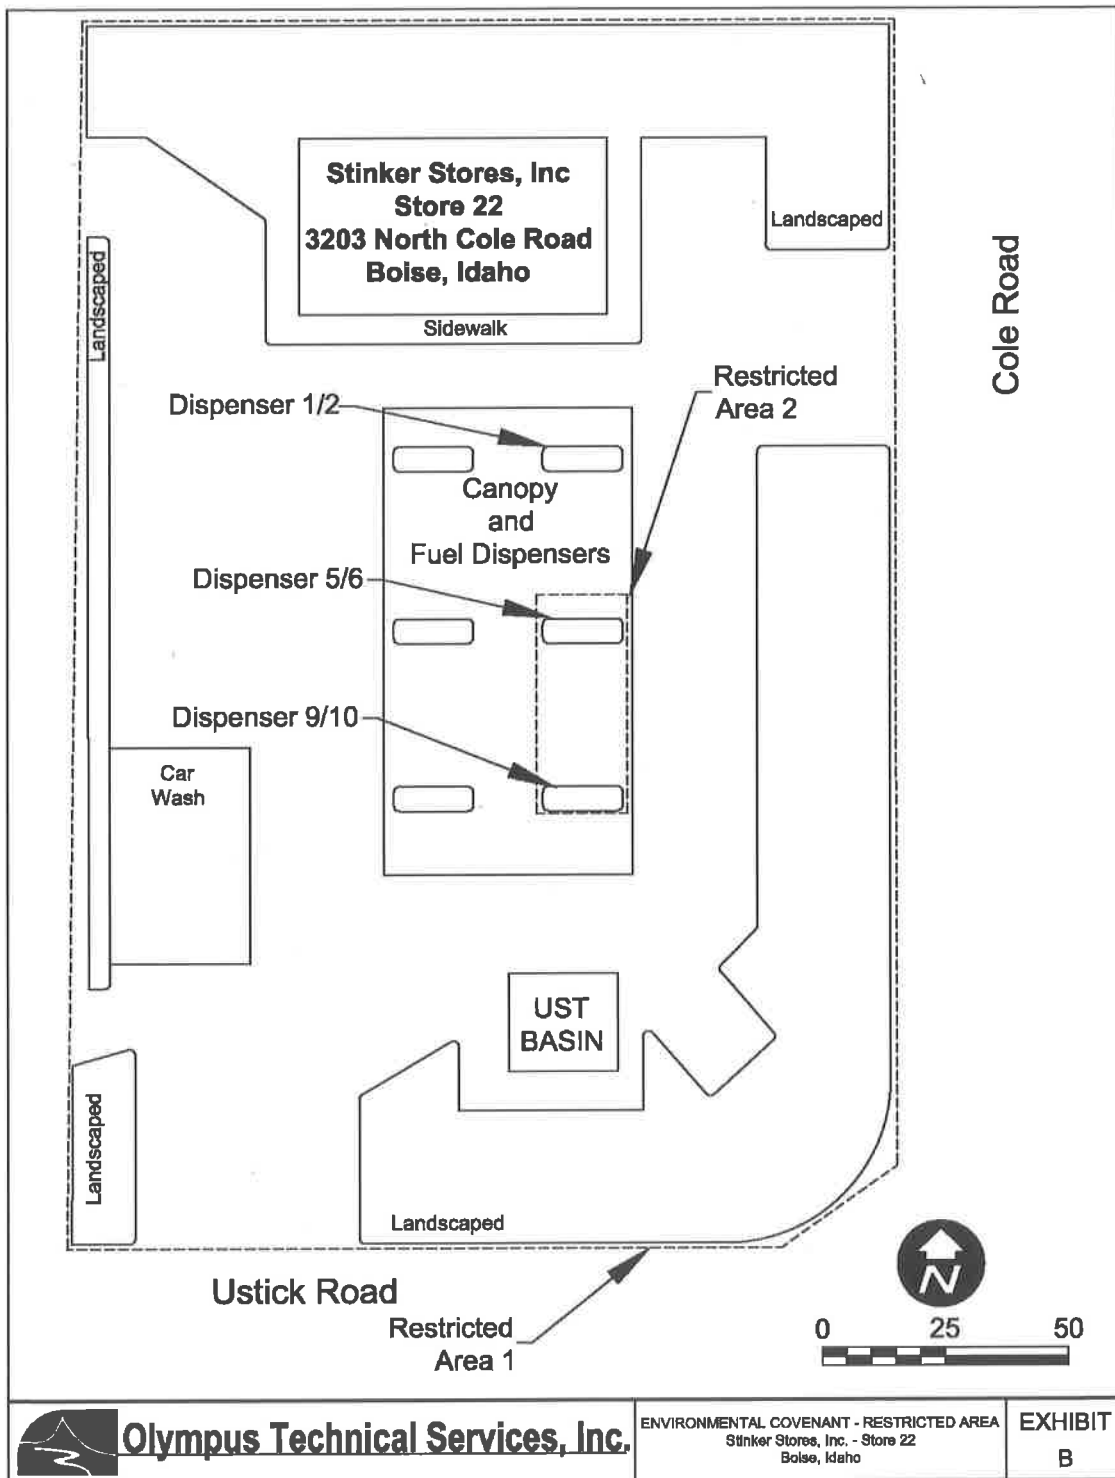 Stinker Stores, Inc
Store 22
3203 North Cole Road
Boise, Idaho
Landscaped
Landscaped
Sidewalk
Cole Road
Restricted
Area 2
Dispenser 1/2
Canopy
and
Fuel Dispensers
Dispenser 5/6
Dispenser 9/10
Car
Wash
UST
BASIN
Landscaped
Landscaped
N
Ustick Road
Restricted
Area 1
0 25 50
Olympus Technical Services, Inc.
ENVIRONMENTAL COVENANT - RESTRICTED AREA
Stinker Stores, Inc. - Store 22
Boise, Idaho
EXHIBIT
B